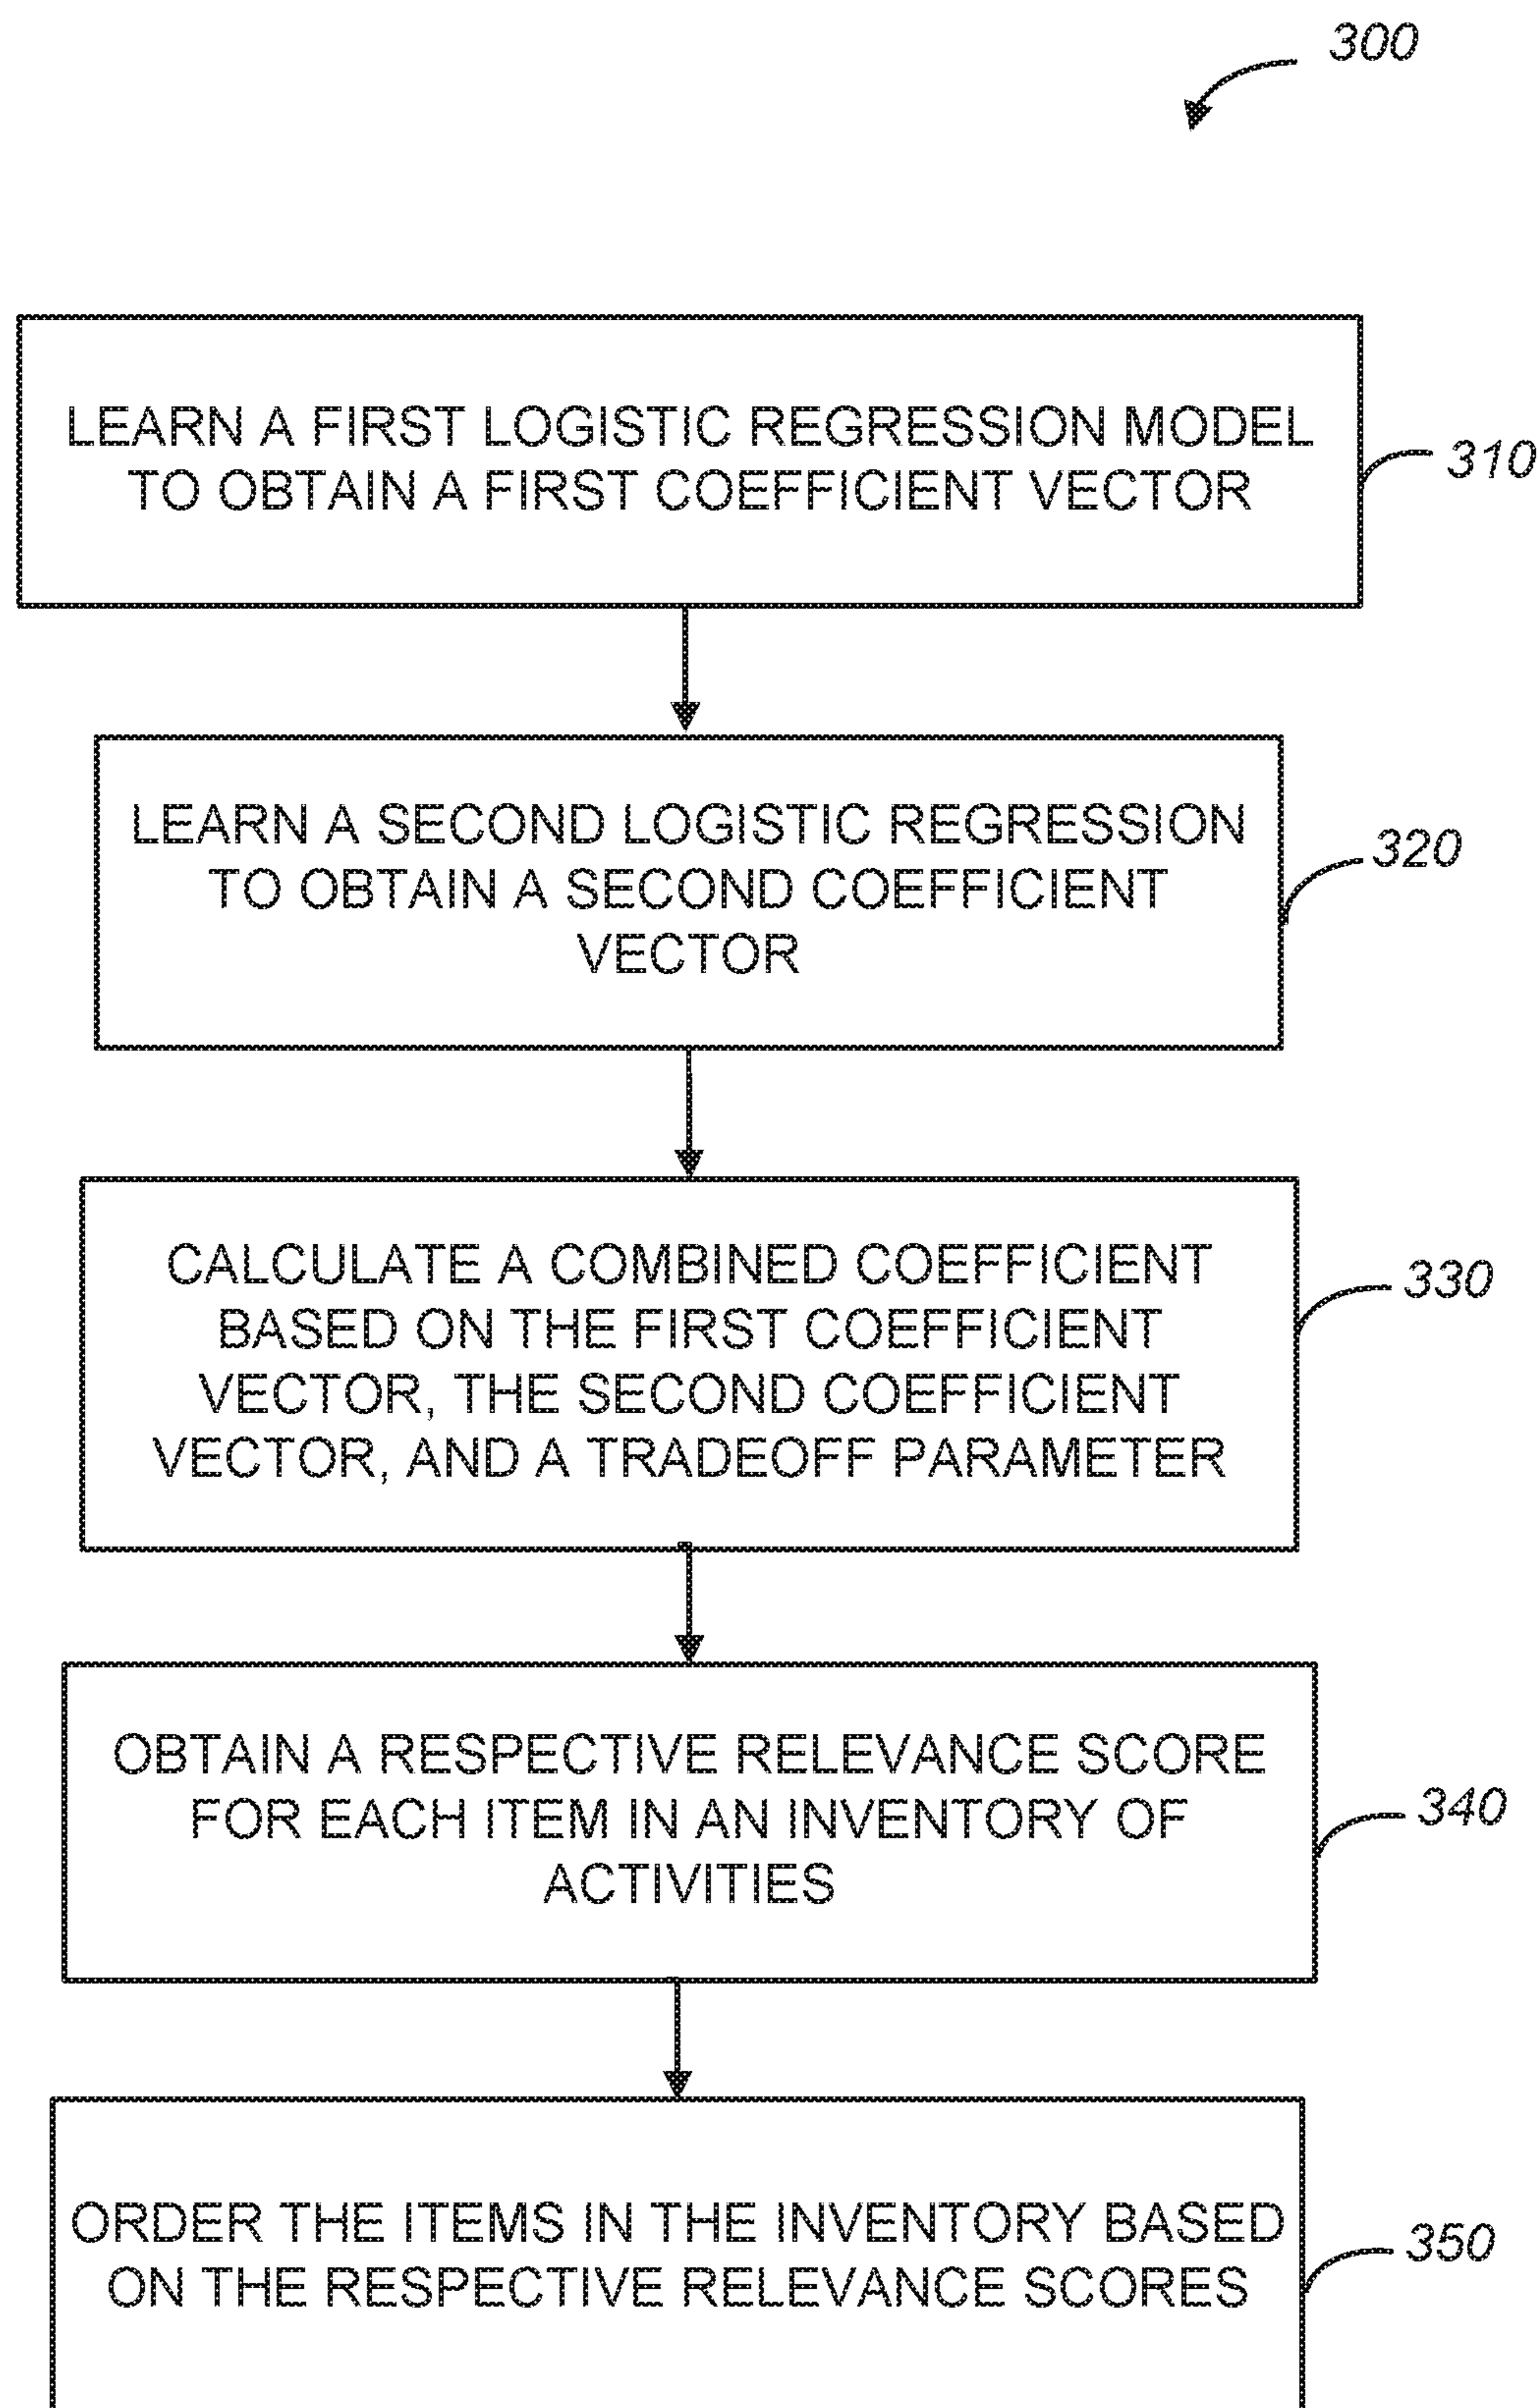 300
LEARN A FIRST LOGISTIC REGRESSION MODEL
TO OBTAIN A FIRST COEFFICIENT VECTOR
310
LEARN A SECOND LOGISTIC REGRESSION
TO OBTAIN A SECOND COEFFICIENT
VECTOR
320
CALCULATE A COMBINED COEFFICIENT
BASED ON THE FIRST COEFFICIENT
VECTOR, THE SECOND COEFFICIENT
VECTOR, AND A TRADEOFF PARAMETER
330
OBTAIN A RESPECTIVE RELEVANCE SCORE
FOR EACH ITEM IN AN INVENTORY OF
ACTIVITIES
340
ORDER THE ITEMS IN THE INVENTORY BASED
ON THE RESPECTIVE RELEVANCE SCORES
350